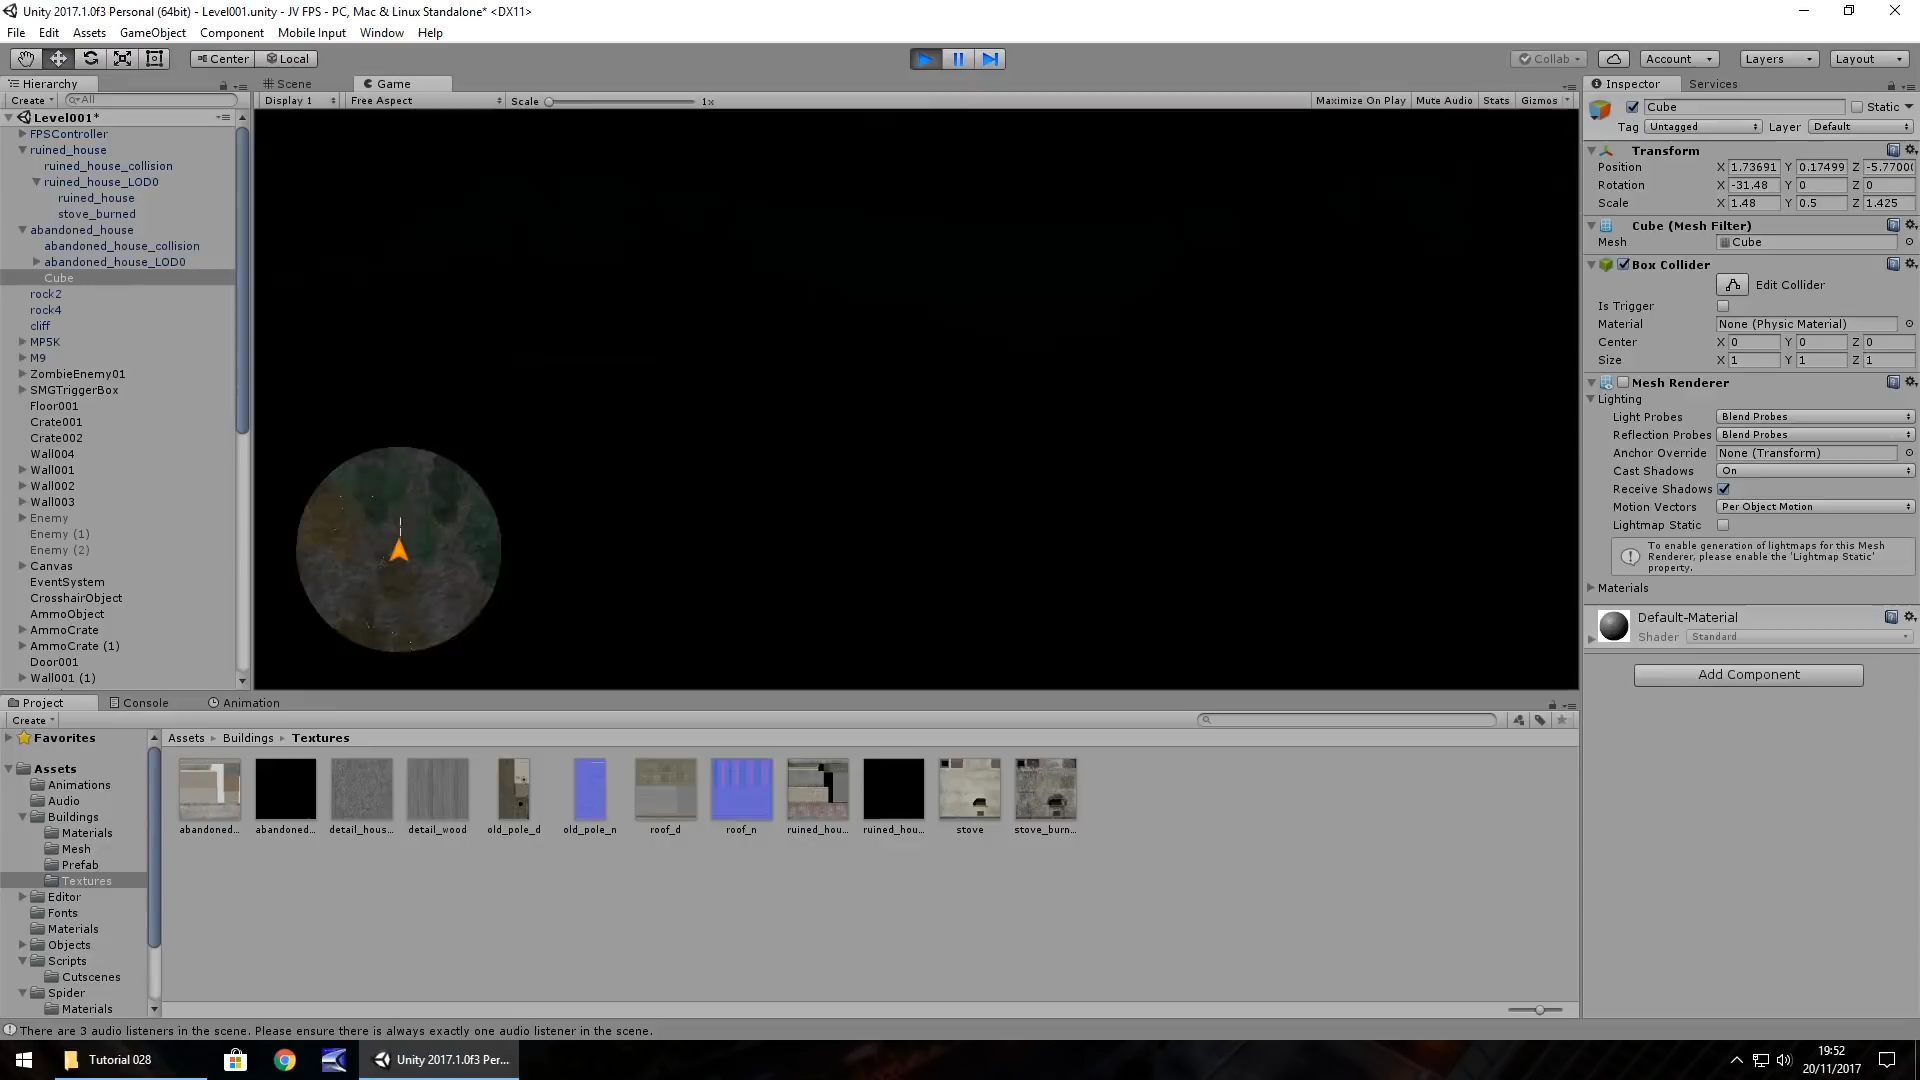 Unity 2017.1.0f3 Personal (64bit) - Level001.unity - JV FPS - PC, Mac & Linux Standalone* <DX11>
File Edit Assets GameObject Component Mobile Input Window Help
Center Local Collab Account Layers Layout
Hierarchy Scene Game Inspector Services
Create All Display 1 Free Aspect Scale 1x Maximize On Play Mute Audio Stats Gizmos
Level001*
FPSController
ruined_house
ruined_house_collision
ruined_house_LOD0
ruined_house
stove_burned
abandoned_house
abandoned_house_collision
abandoned_house_LOD0
Cube
rock2
rock4
cliff
MP5K
M9
ZombieEnemy01
SMGTriggerBox
Floor001
Crate001
Crate002
Wall004
Wall001
Wall002
Wall003
Enemy
Enemy (1)
Enemy (2)
Canvas
EventSystem
CrosshairObject
AmmoObject
AmmoCrate
AmmoCrate (1)
Door001
Wall001 (1)
Cube Static
Tag Untagged Layer Default
Transform
Position X 1.73691 Y 0.17499 Z -5.7700(
Rotation X -31.48 Y 0 Z 0
Scale X 1.48 Y 0.5 Z 1.425
Cube (Mesh Filter)
Mesh Cube
Box Collider
Edit Collider
Is Trigger
Material None (Physic Material)
Center X 0 Y 0 Z 0
Size X 1 Y 1 Z 1
Mesh Renderer
Lighting
Light Probes Blend Probes
Reflection Probes Blend Probes
Anchor Override None (Transform)
Cast Shadows On
Receive Shadows
Motion Vectors Per Object Motion
Lightmap Static
To enable generation of lightmaps for this Mesh
Renderer, please enable the 'Lightmap Static'
property.
Materials
Default-Material
Shader Standard
Add Component
Project Console Animation
Create
Favorites
Assets
Animations
Audio
Buildings
Materials
Mesh
Prefab
Textures
Editor
Fonts
Materials
Objects
Scripts
Cutscenes
Spider
Materials
Assets Buildings Textures
abandoned... abandoned... detail_hous... detail_wood old_pole_d old_pole_n roof_d roof_n ruined_hou... ruined_hou... stove stove_burn...
There are 3 audio listeners in the scene. Please ensure there is always exactly one audio listener in the scene.
Tutorial 028 Unity 2017.1.0f3 Per...
19:52
20/11/2017